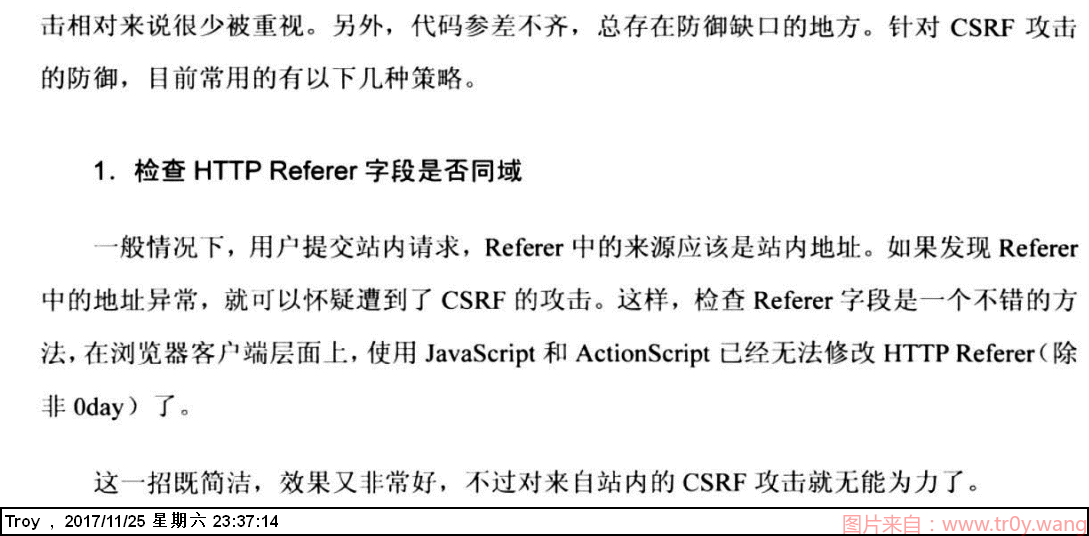 击相对来说很少被重视。另外，代码参差不齐，总存在防御缺口的地方。针对 CSRF 攻击
的防御，目前常用的有以下几种策略。
1. 检查 HTTP Referer 字段是否同域
一般情况下，用户提交站内请求，Referer 中的来源应该是站内地址。如果发现 Referer
中的地址异常，就可以怀疑遭到了 CSRF 的攻击。这样，检查 Referer 字段是一个不错的方
法，在浏览器客户端层面上，使用 JavaScript 和 ActionScript 已经无法修改 HTTP Referer（除
非 0day）了。
这一招既简洁，效果又非常好，不过对来自站内的 CSRF 攻击就无能为力了。
Troy , 2017/11/25 星期六 23:37:14
图片来自：www.tr0y.wang